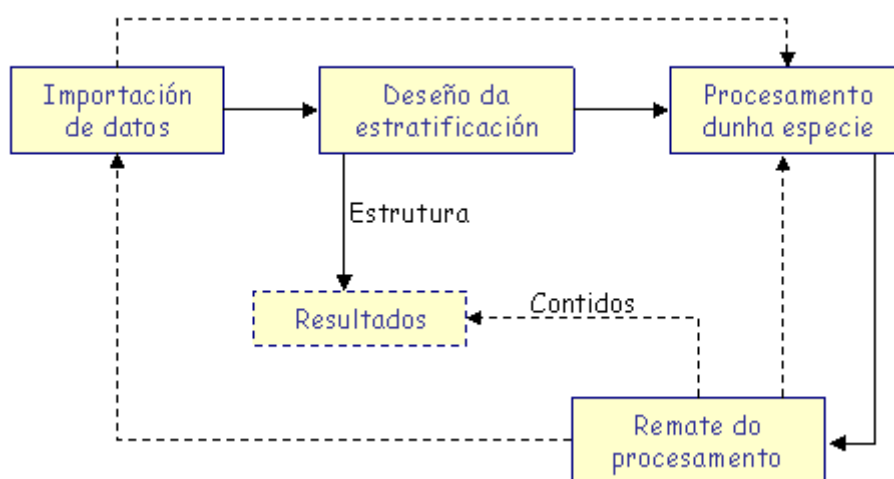 Importación
de datos
Deseño da
estratificación
Procesamento
dunha especie
Estrutura
Resultados
Contidos
Remate do
procesamento